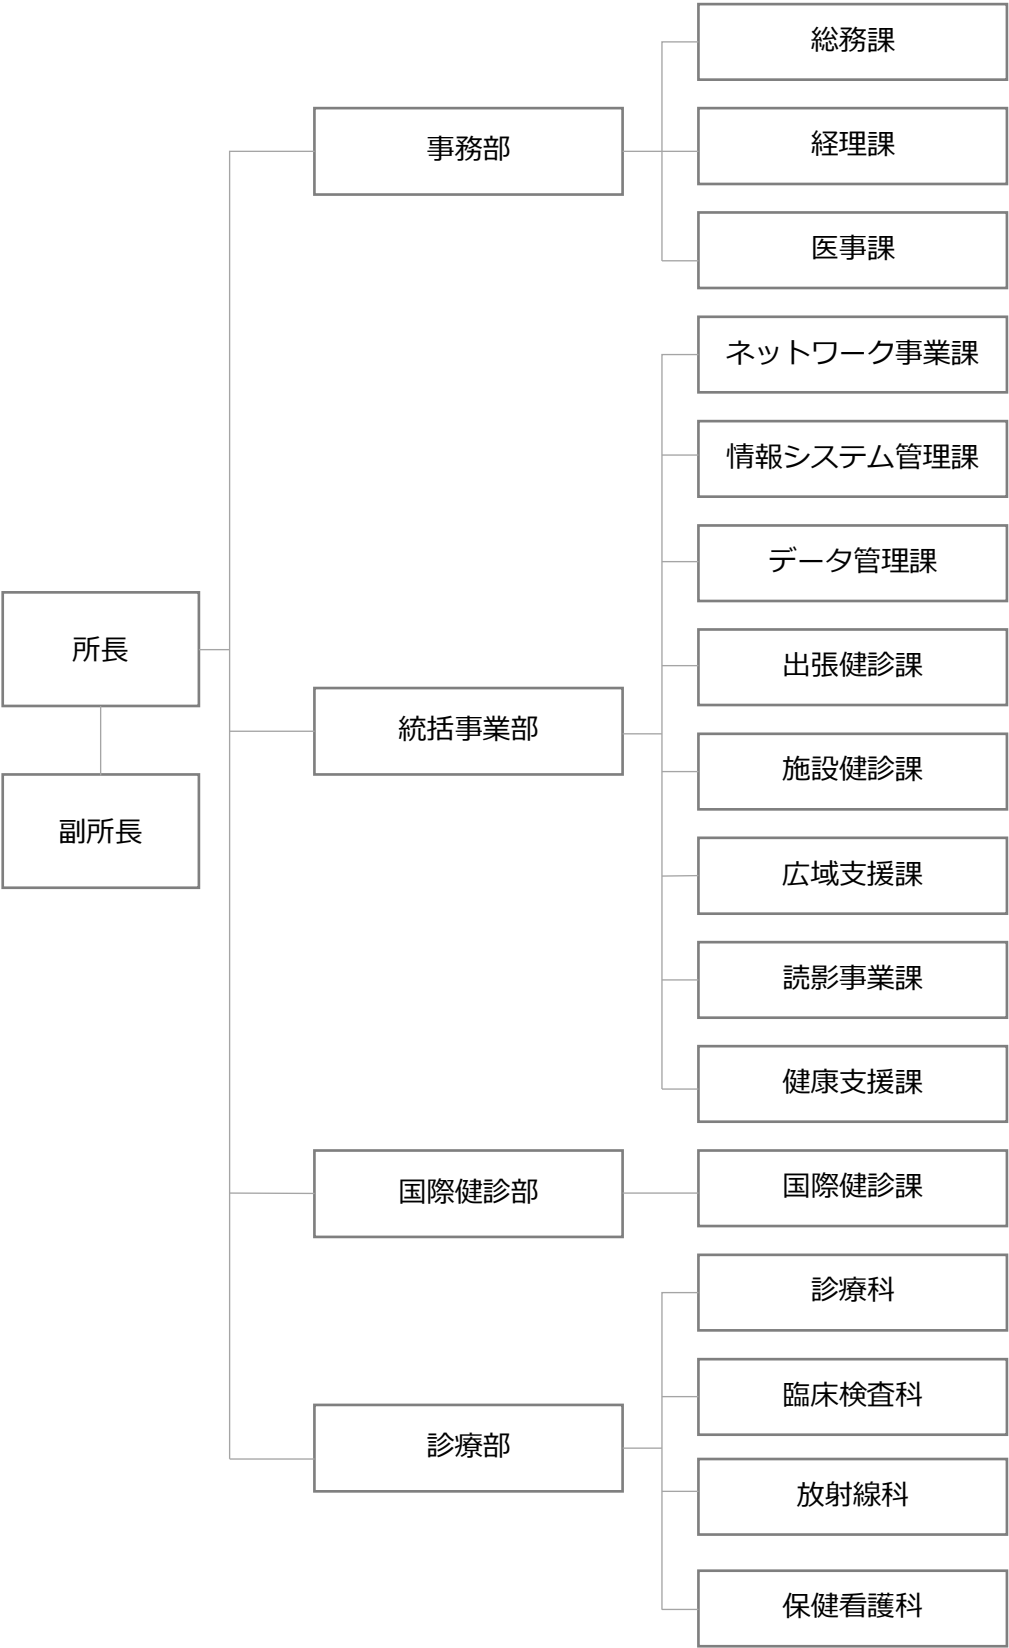 所長
副所長
事務部
総務課
経理課
医事課
統括事業部
ネットワーク事業課
情報システム管理課
データ管理課
出張健診課
施設健診課
広域支援課
読影事業課
健康支援課
国際健診部
国際健診課
診療部
診療科
臨床検査科
放射線科
保健看護科